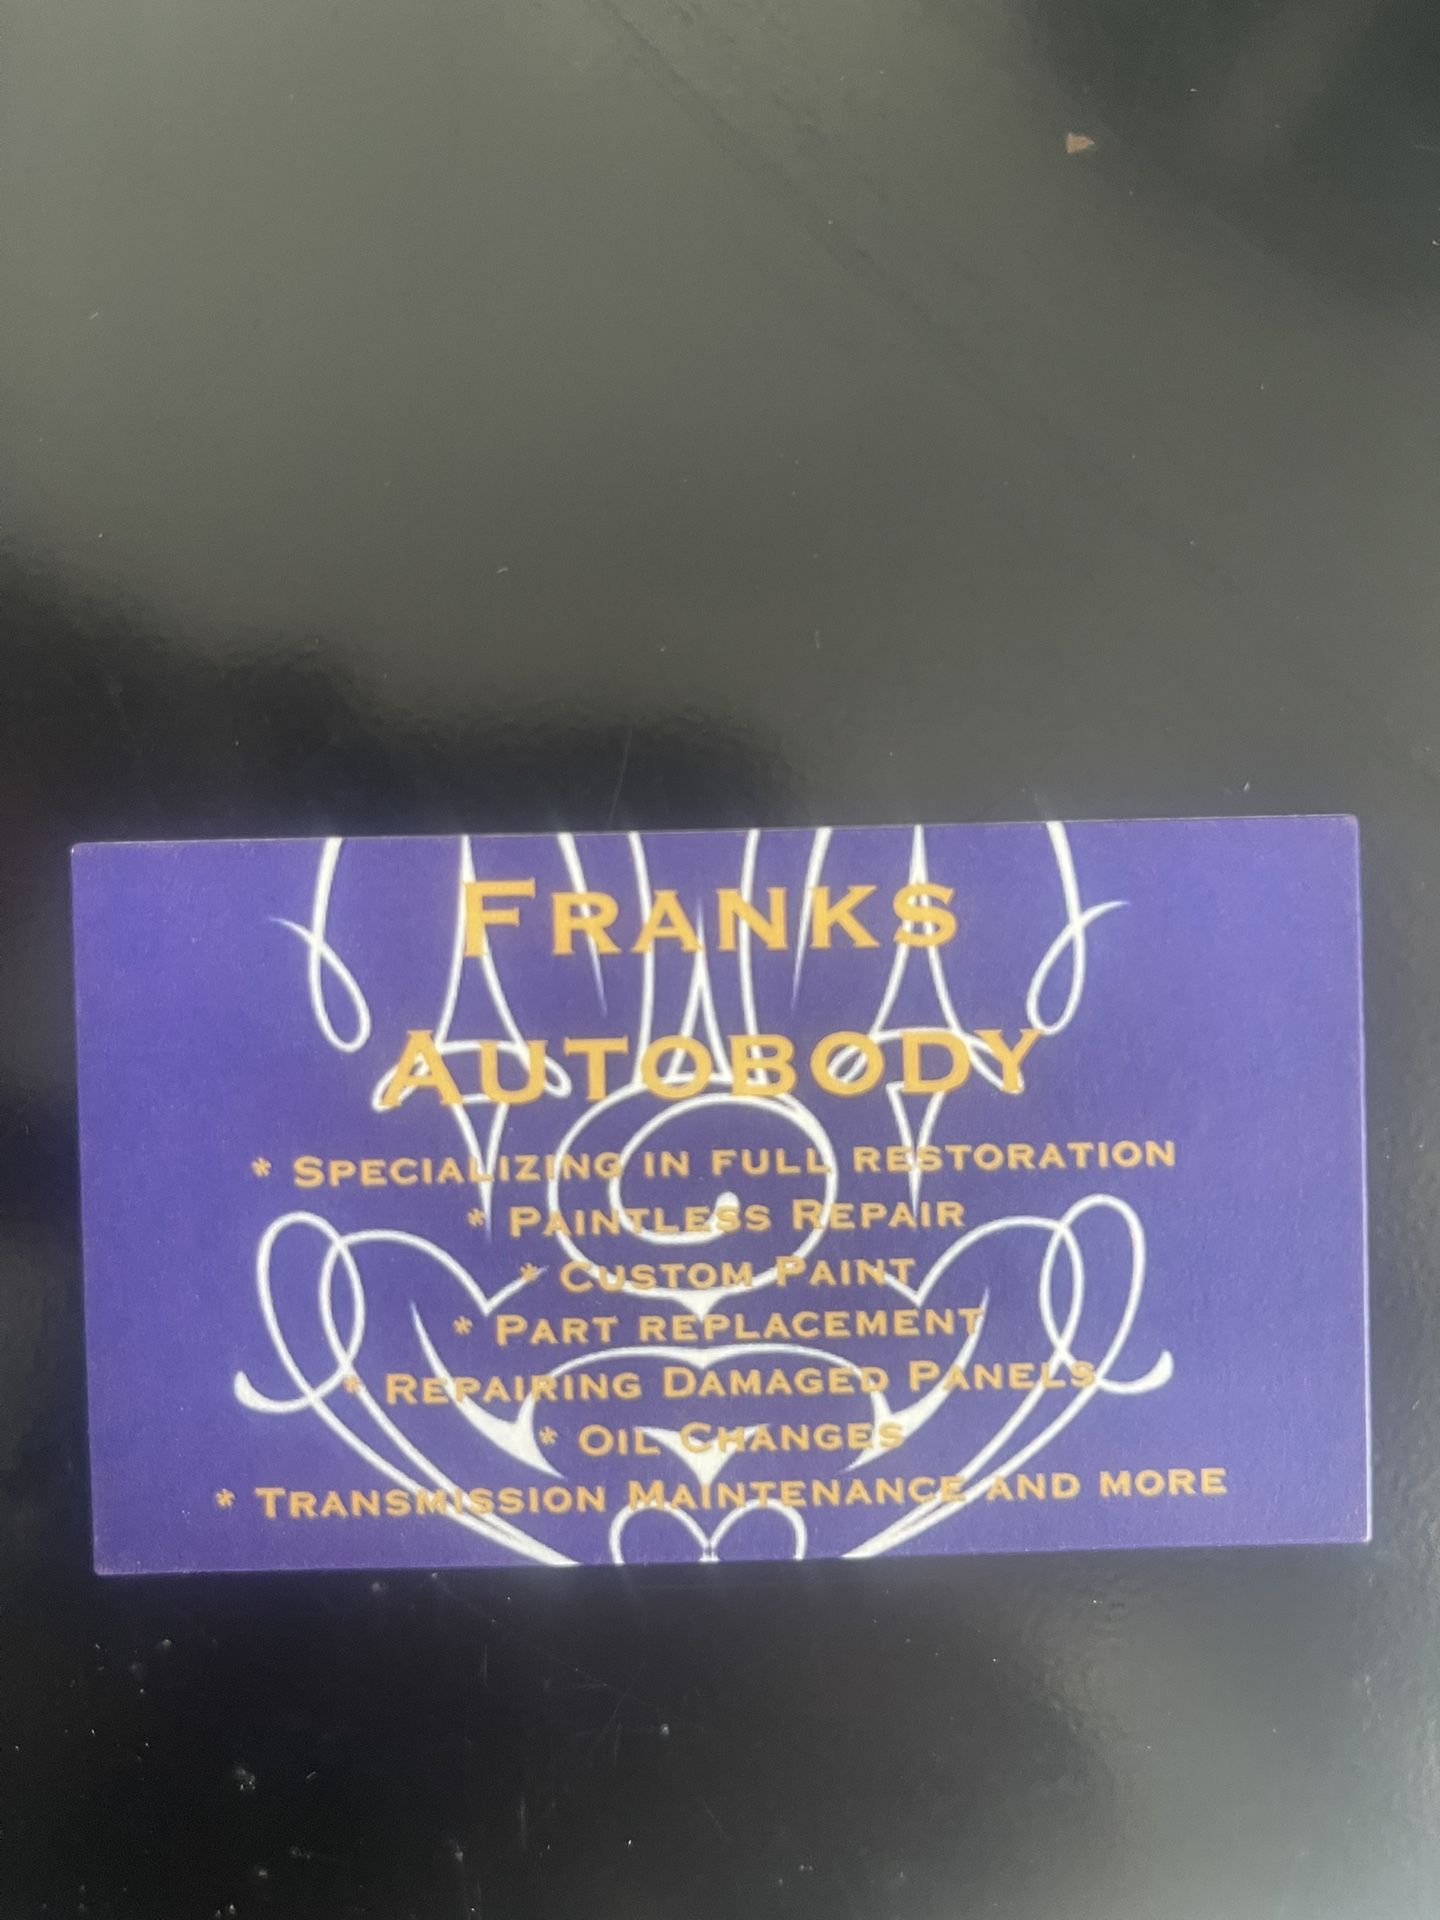 FRANKS
AUTOBODY
* SPECIALIZING IN FULL RESTORATION
* PAINTLESS REPAIR
* CUSTOM PAINT
* PART REPLACEMENT
* REPAIRING DAMAGED PANELS
* OIL CHANGES
* TRANSMISSION MAINTENANCE AND MORE